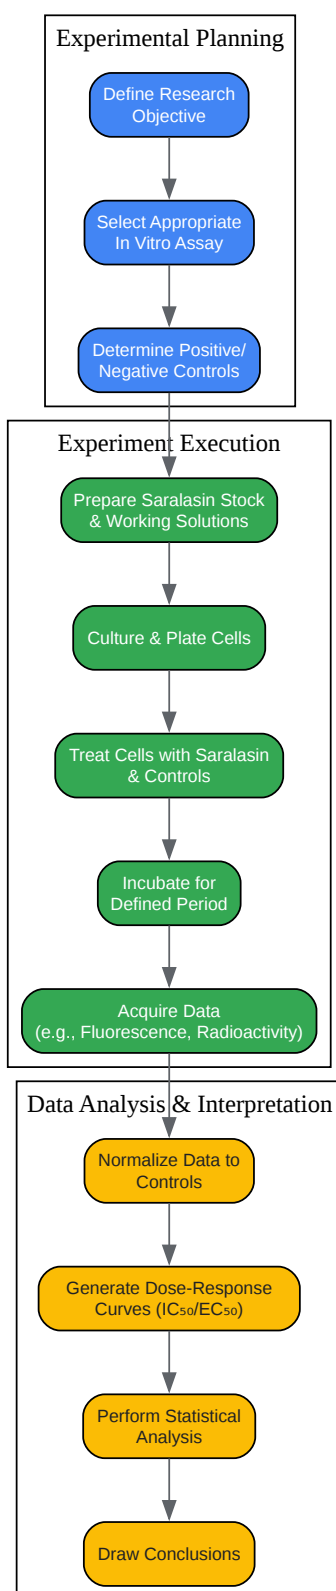 Experimental Planning
Define Research
Objective
Select Appropriate
In Vitro Assay
Determine Positive/
Negative Controls
Experiment Execution
Prepare Saralasin Stock
& Working Solutions
Culture & Plate Cells
Treat Cells with Saralasin
& Controls
Incubate for
Defined Period
Acquire Data
(e.g., Fluorescence, Radioactivity)
Data Analysis & Interpretation
Normalize Data to
Controls
Generate Dose-Response
Curves (IC₅₀/EC₅₀)
Perform Statistical
Analysis
Draw Conclusions